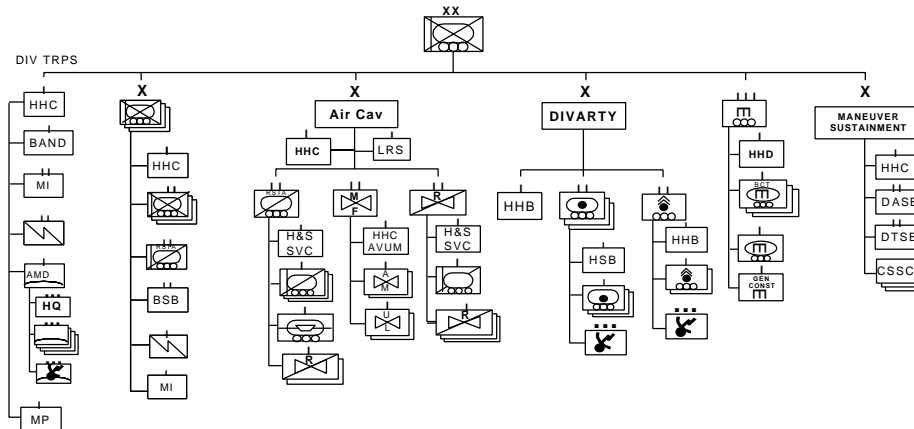 XX
DIV TRPS
HHC
BAND
MI
AMD
HQ
MP
X
HHC
RSTA
BSB
MI
X
Air Cav
HHC
LRS
RSTA
H&S
SVC
R
M
F
HHC
AVUM
A
M
U
L
R
H&S
SVC
R
X
DIVARTY
HHB
HSB
HHB
III
E
HHD
BCT
E
E
GEN
CONST
E
X
MANEUVER
SUSTAINMENT
HHC
DASB
DTSB
CSSC